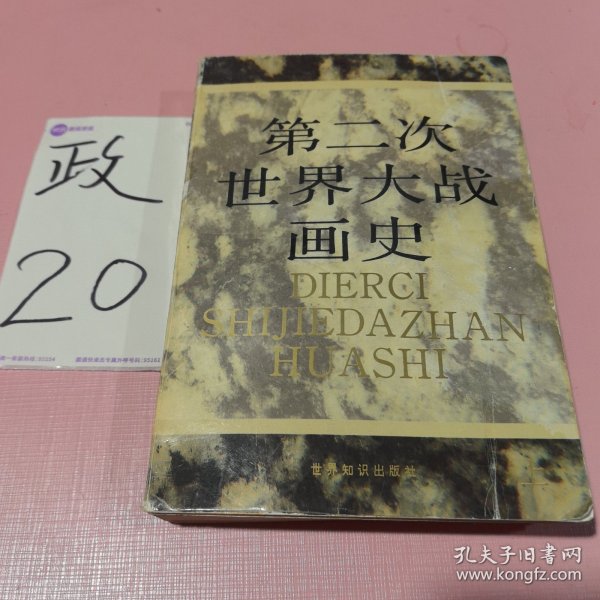 政
20
第二次
世界大战
画史
DIERCI
SHIJIEDAZHAN
HUASHI
世界知识出版社
上
孔夫子旧书网
www.kongfz.com